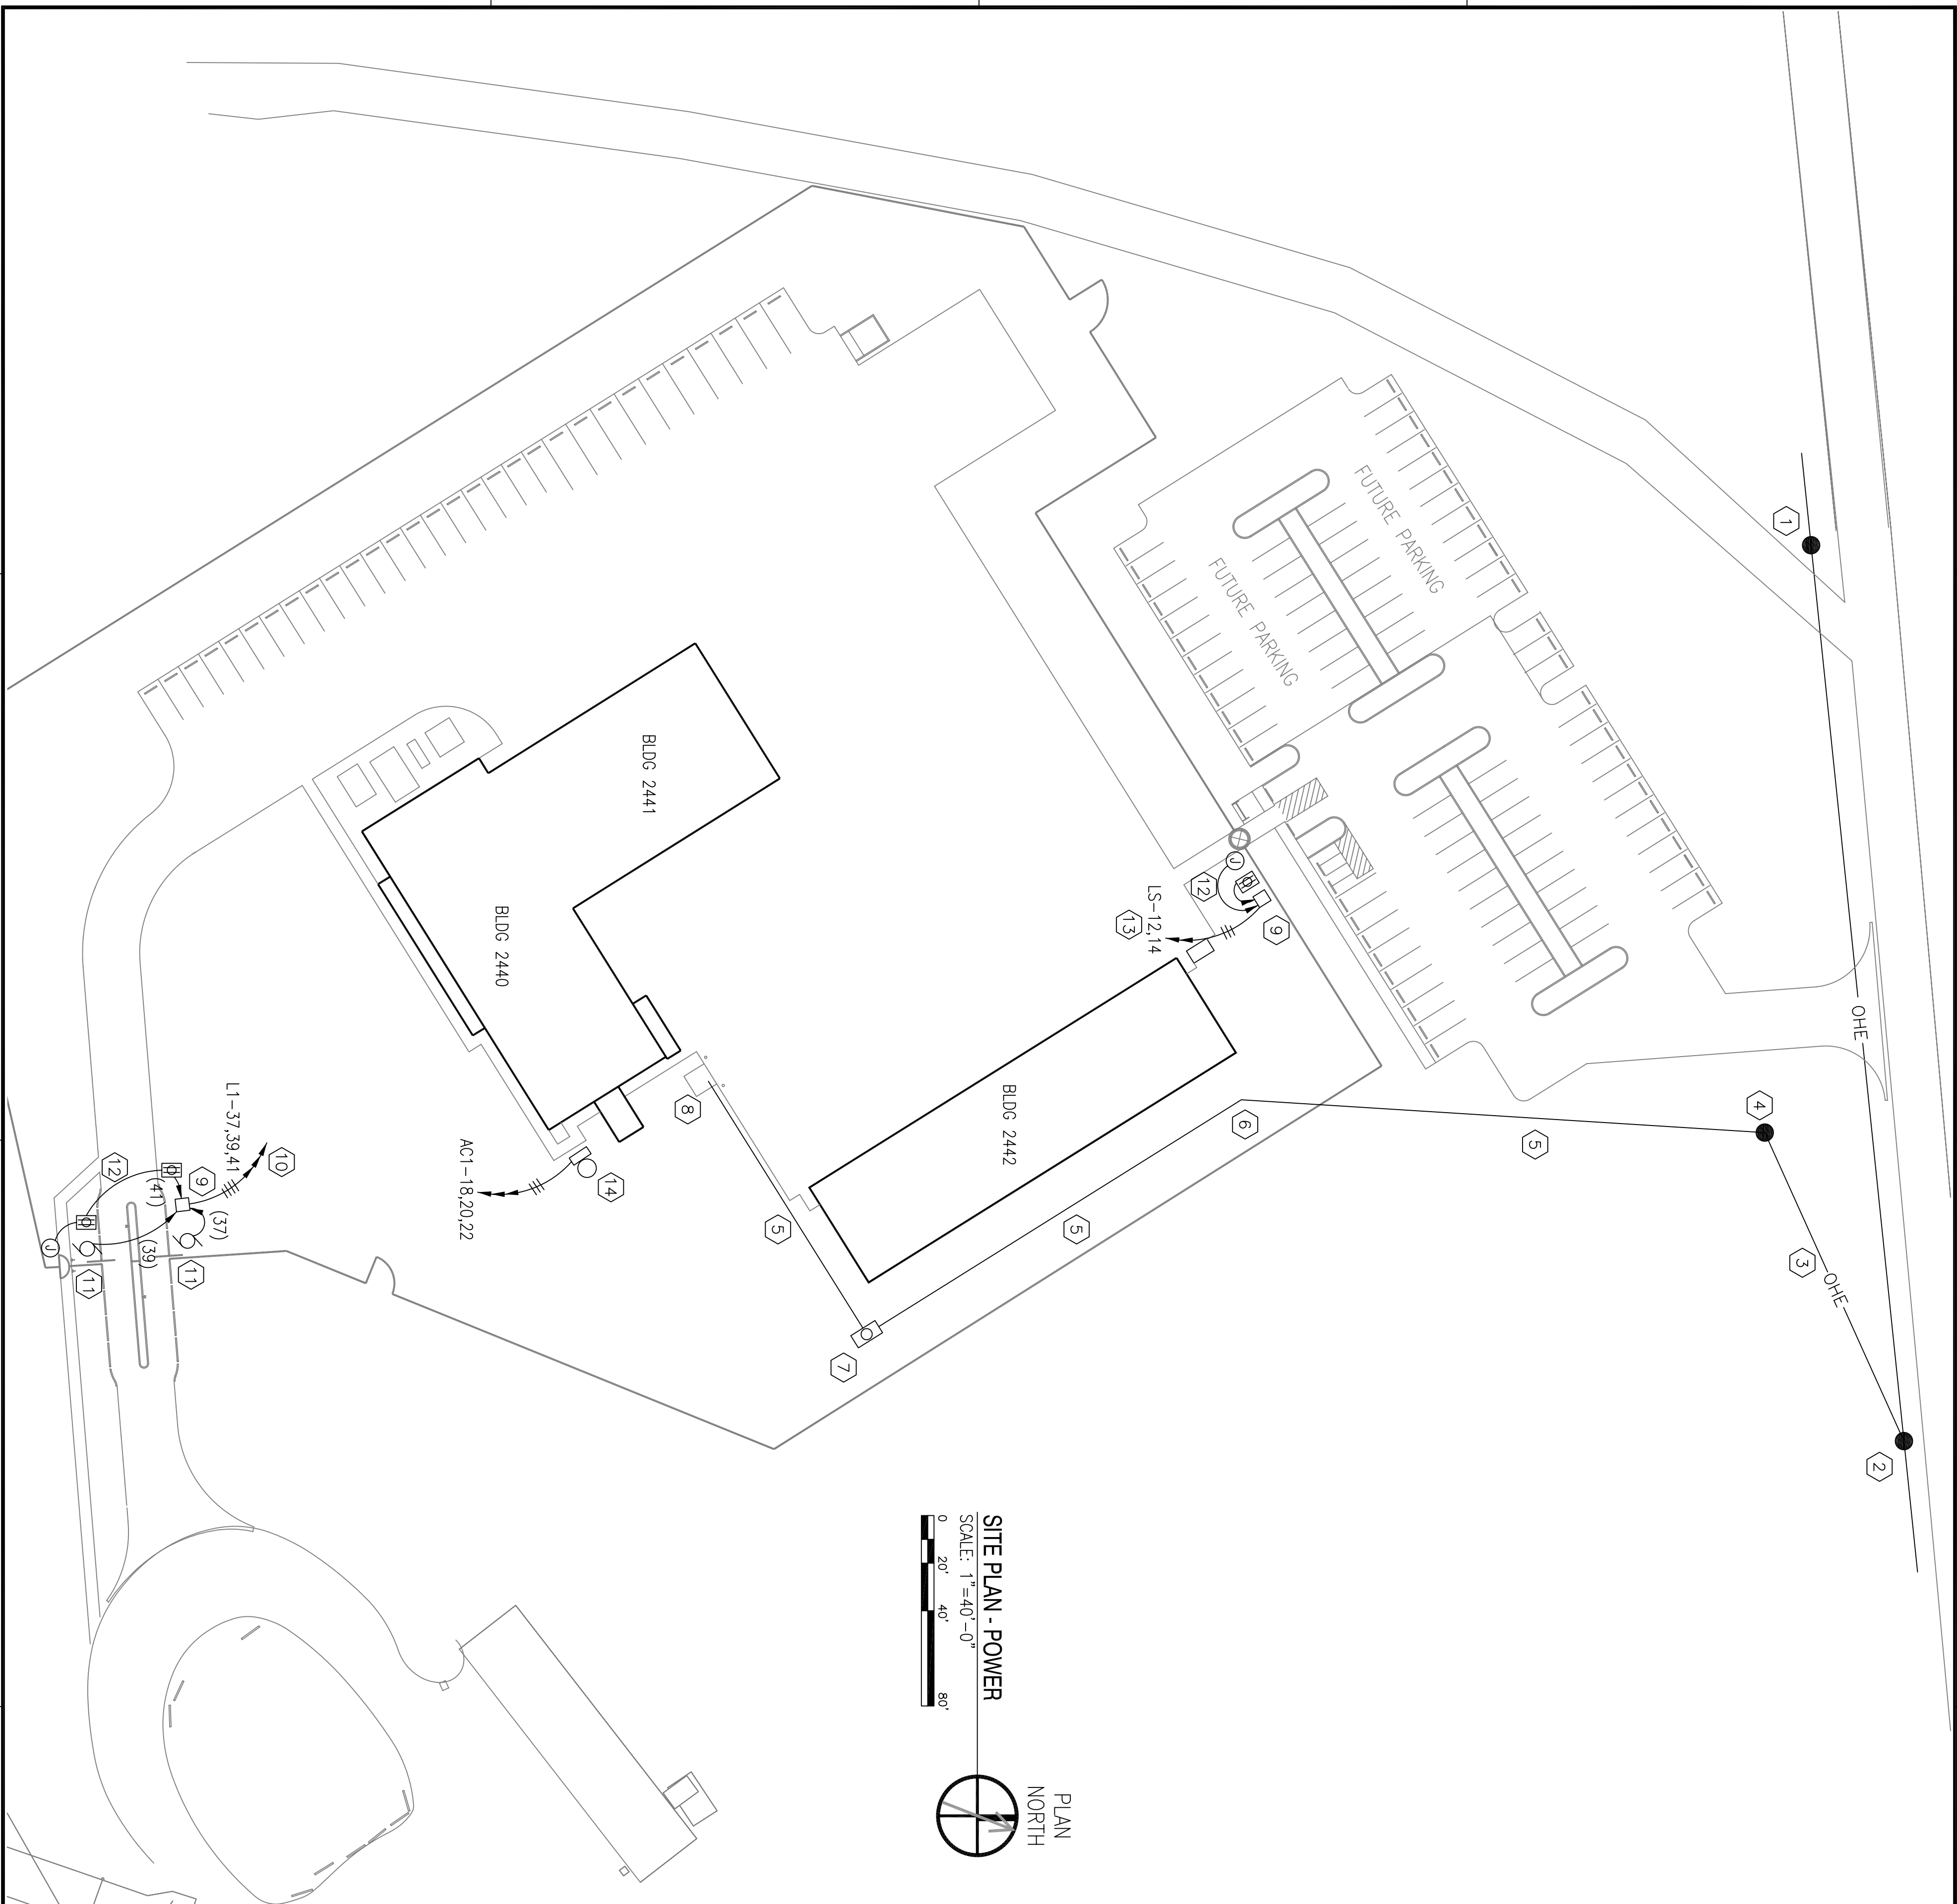 1
OHE
4
2
3
OHE
5
6
5
5
7
8
FUTURE PARKING
FUTURE PARKING
J
12
9
LS-12,14
13
BLDG 2442
BLDG 2441
BLDG 2440
14
AC1-18,20,22
10
L1-37,39,41
9
12
(41)
(37)
(39)
11
11
J
SITE PLAN - POWER
SCALE: 1"=40'-0"
0 20' 40' 80'
PLAN
NORTH